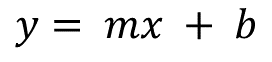 y = mx + b